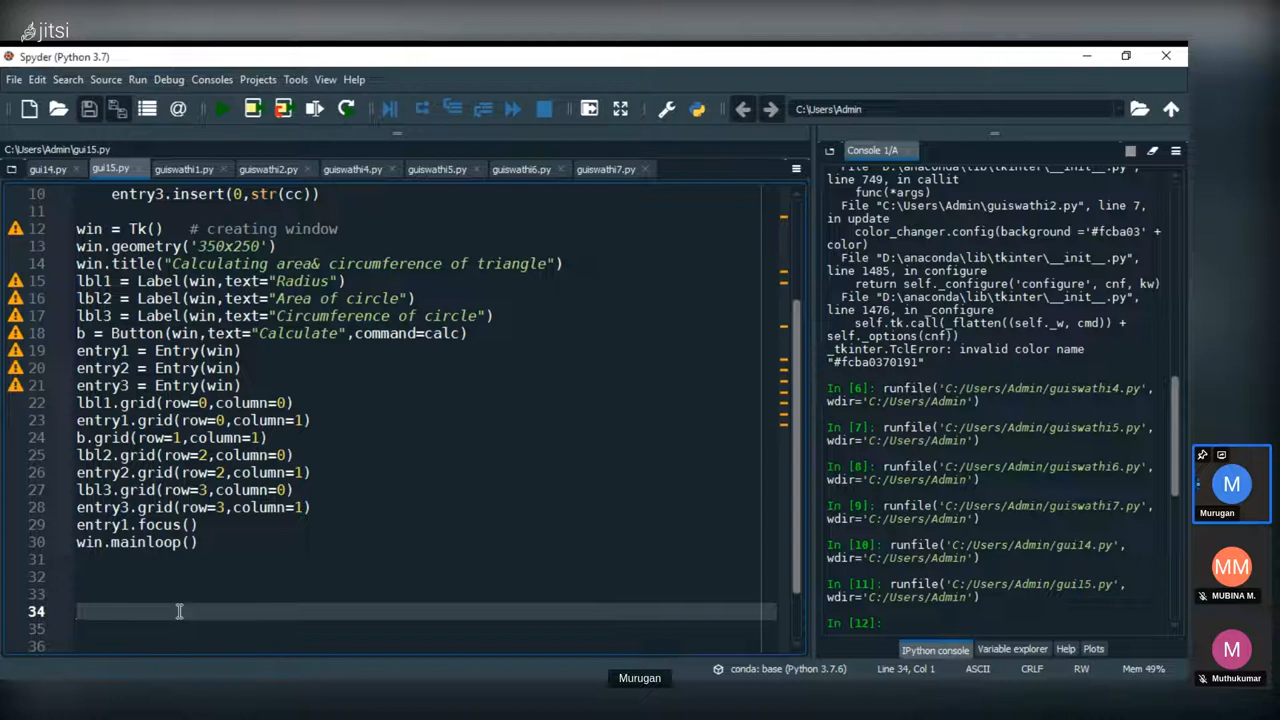 jitsi
Spyder (Python 3.7)
File Edit Search Source Run Debug Consoles Projects Tools View Help
C:\Users\Admin
C:\Users\Admin\gui15.py
gui14.py gui15.py guiswathi1.py guiswathi2.py guiswathi4.py guiswathi5.py guiswathi6.py guiswathi7.py
10 entry3.insert(0,str(cc))
11
12 win = Tk() # creating window
13 win.geometry('350x250')
14 win.title("Calculating area& circumference of triangle")
15 lbl1 = Label(win,text="Radius")
16 lbl2 = Label(win,text="Area of circle")
17 lbl3 = Label(win,text="Circumference of circle")
18 b = Button(win,text="Calculate",command=calc)
19 entry1 = Entry(win)
20 entry2 = Entry(win)
21 entry3 = Entry(win)
22 lbl1.grid(row=0,column=0)
23 entry1.grid(row=0,column=1)
24 b.grid(row=1,column=1)
25 lbl2.grid(row=2,column=0)
26 entry2.grid(row=2,column=1)
27 lbl3.grid(row=3,column=0)
28 entry3.grid(row=3,column=1)
29 entry1.focus()
30 win.mainloop()
31
32
33
34
35
36
Console 1/A
File "D:\anaconda\lib\tkinter\__init__.py",
line 749, in callit
func(*args)
File "C:\Users\Admin\guiswathi2.py", line 7,
in update
color_changer.config(background ='#fcba03' +
color)
File "D:\anaconda\lib\tkinter\__init__.py",
line 1485, in configure
return self._configure('configure', cnf, kw)
File "D:\anaconda\lib\tkinter\__init__.py",
line 1476, in _configure
self.tk.call(_flatten((self._w, cmd)) +
self._options(cnf))
_tkinter.TclError: invalid color name
"#fcba0370191"
In [6]: runfile('C:/Users/Admin/guiswathi4.py',
wdir='C:/Users/Admin')
In [7]: runfile('C:/Users/Admin/guiswathi5.py',
wdir='C:/Users/Admin')
In [8]: runfile('C:/Users/Admin/guiswathi6.py',
wdir='C:/Users/Admin')
In [9]: runfile('C:/Users/Admin/guiswathi7.py',
wdir='C:/Users/Admin')
In [10]: runfile('C:/Users/Admin/gui14.py',
wdir='C:/Users/Admin')
In [11]: runfile('C:/Users/Admin/gui15.py',
wdir='C:/Users/Admin')
In [12]:
IPython console Variable explorer Help Plots
conda: base (Python 3.7.6) Line 34, Col 1 ASCII CRLF RW Mem 49%
Murugan
M
Murugan
MM
MUBINA M.
M
Muthukumar